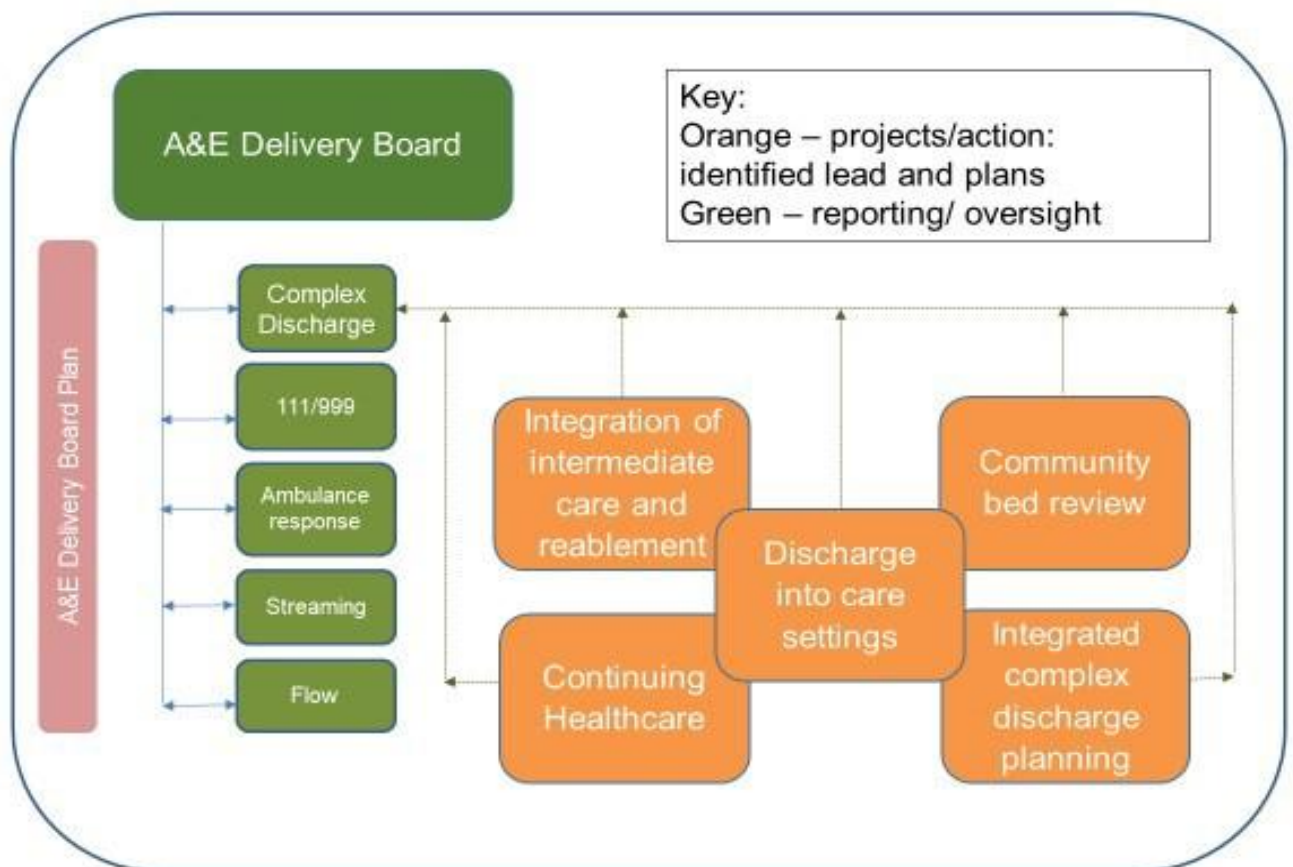 A&E Delivery Board
Key:
Orange – projects/action:
identified lead and plans
Green – reporting/ oversight
A&E Delivery Board Plan
Complex
Discharge
111/999
Ambulance
response
Streaming
Flow
Integration of
intermediate
care and
reablement
Community
bed review
Discharge
into care
settings
Continuing
Healthcare
Integrated
complex
discharge
planning